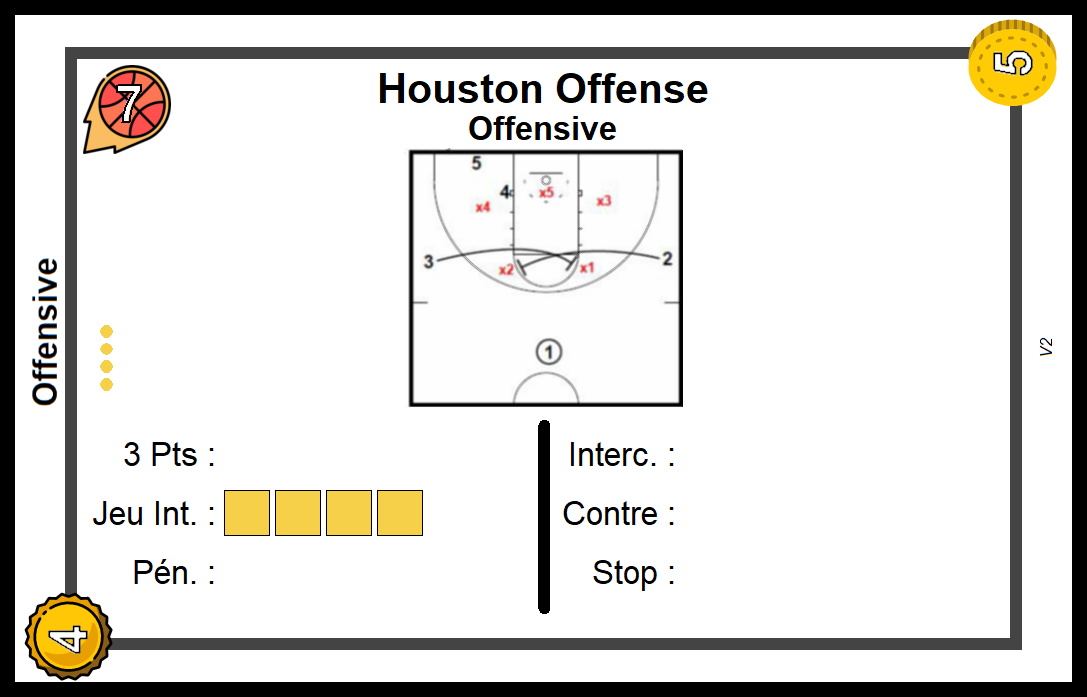 5
7
Houston Offense
Offensive
5
4 x5
x4 x3
3 x2 x1 2
1
Offensive
V2
3 Pts :
Jeu Int. :
Pén. :
Interc. :
Contre :
Stop :
4